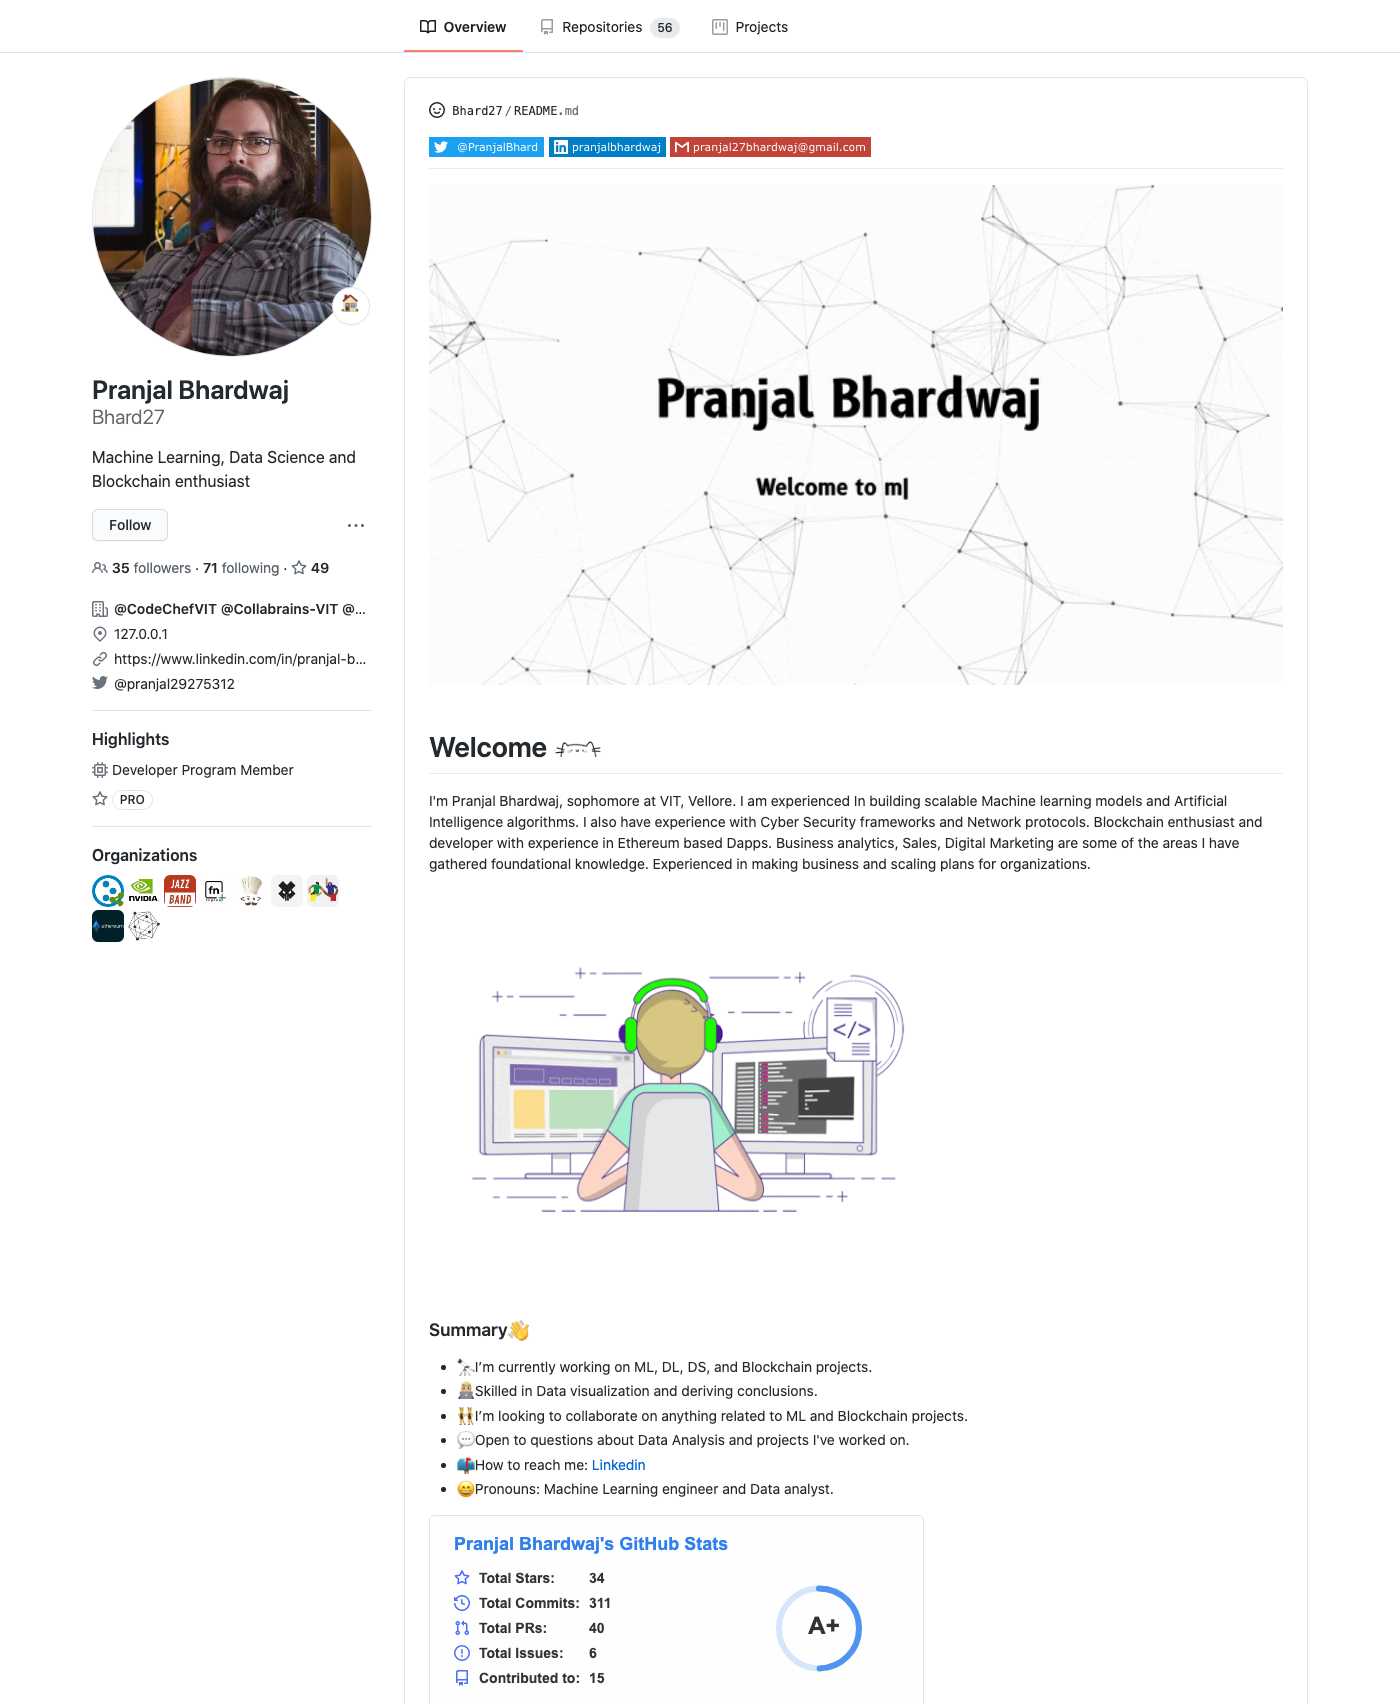 Overview
Repositories 56
Projects
Bhard27 / README.md
@PranjalBhard
in pranjalbhardwaj
pranjal27bhardwaj@gmail.com
Pranjal Bhardwaj
Welcome to m|
Pranjal Bhardwaj
Bhard27
Machine Learning, Data Science and
Blockchain enthusiast
Follow
35 followers · 71 following · 49
@CodeChefVIT @Collabrains-VIT @...
127.0.0.1
https://www.linkedin.com/in/pranjal-b...
@pranjal29275312
Highlights
Developer Program Member
PRO
Organizations
NVIDIA
JAZZ
BAND
fn
ethereum
Welcome
I'm Pranjal Bhardwaj, sophomore at VIT, Vellore. I am experienced In building scalable Machine learning models and Artificial
Intelligence algorithms. I also have experience with Cyber Security frameworks and Network protocols. Blockchain enthusiast and
developer with experience in Ethereum based Dapps. Business analytics, Sales, Digital Marketing are some of the areas I have
gathered foundational knowledge. Experienced in making business and scaling plans for organizations.
</>
Summary👋
I’m currently working on ML, DL, DS, and Blockchain projects.
Skilled in Data visualization and deriving conclusions.
I’m looking to collaborate on anything related to ML and Blockchain projects.
Open to questions about Data Analysis and projects I've worked on.
How to reach me: Linkedin
Pronouns: Machine Learning engineer and Data analyst.
Pranjal Bhardwaj's GitHub Stats
Total Stars: 34
Total Commits: 311
Total PRs: 40
Total Issues: 6
Contributed to: 15
A+